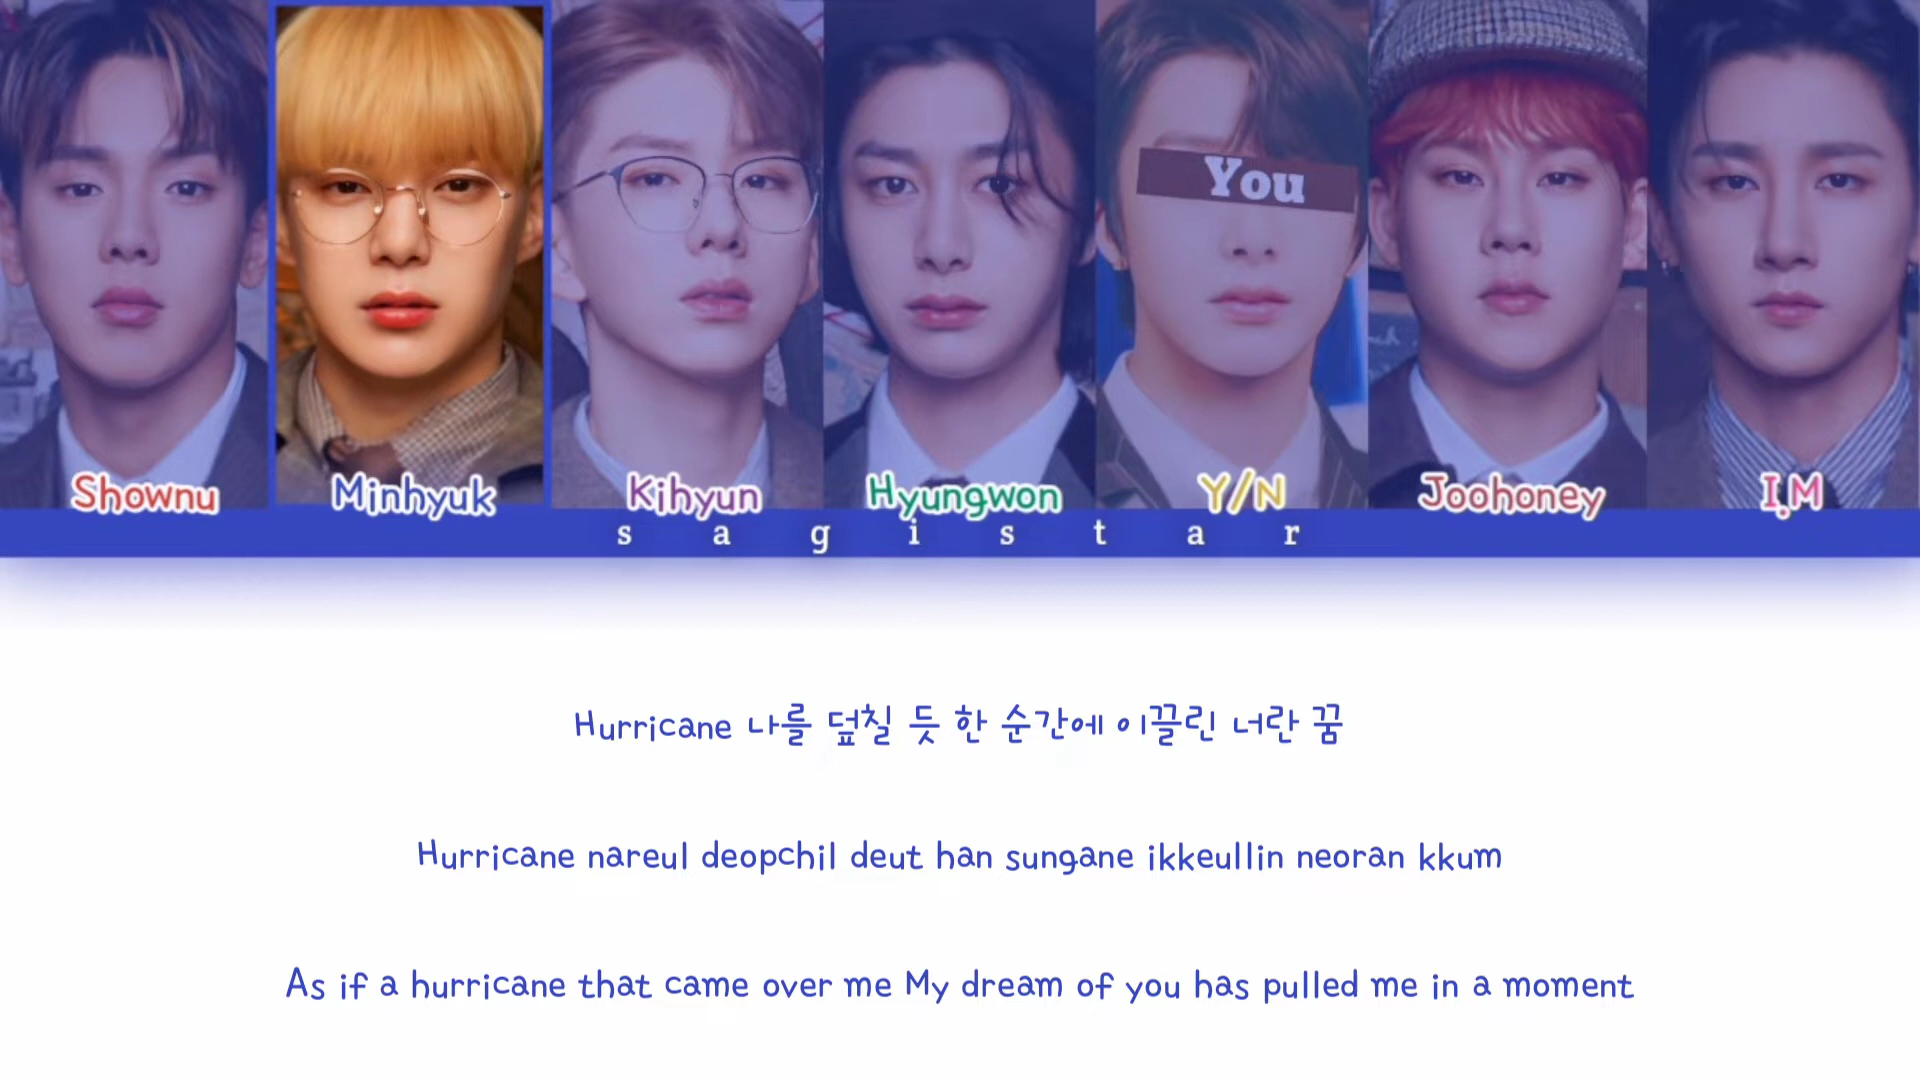 You
Shownu
Minhyuk
Kihyun
Hyungwon
Y/N
Joohoney
I.M
s a g i s t a r
Hurricane 나를 덮칠 듯 한 순간에 이끌린 너란 꿈
Hurricane nareul deopchil deut han sungane ikkeullin neoran kkum
As if a hurricane that came over me My dream of you has pulled me in a moment